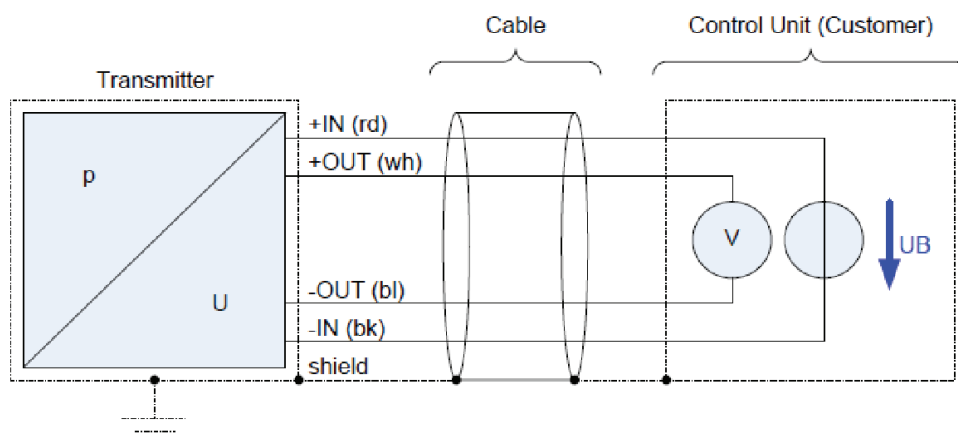 Cable
Control Unit (Customer)
Transmitter
+IN (rd)
+OUT (wh)
p
V
UB
U
-OUT (bl)
-IN (bk)
shield